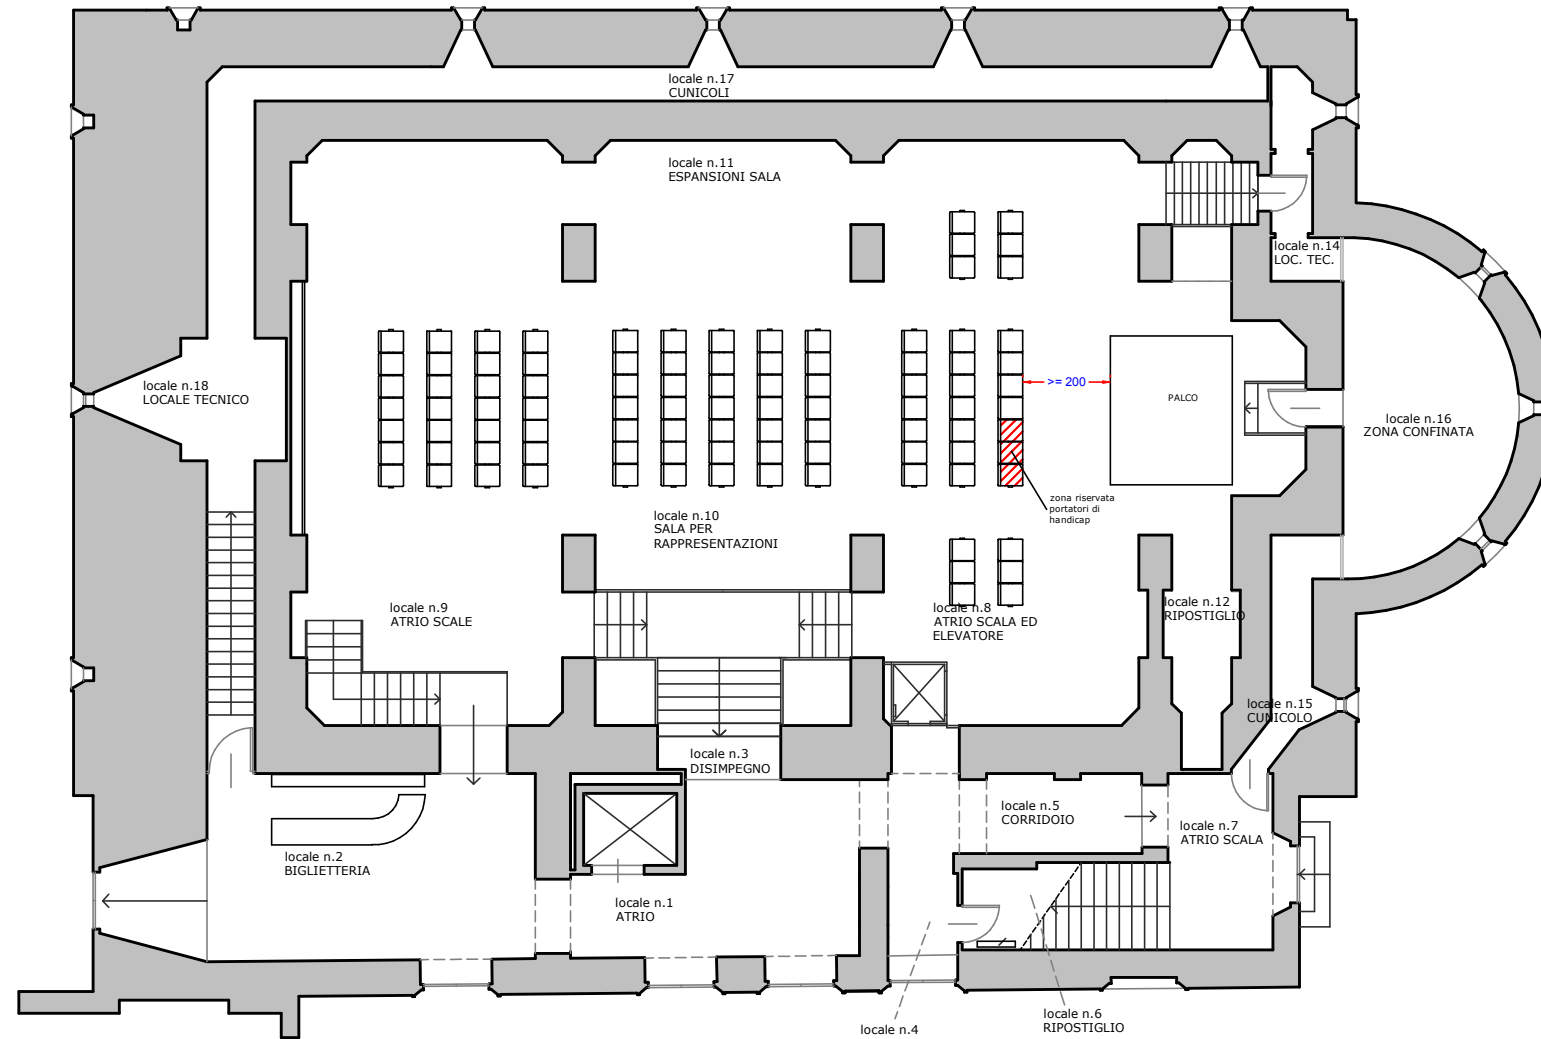 locale n.17
CUNICOLI
locale n.11
ESPANSIONI SALA
locale n.14
LOC. TEC.
locale n.18
LOCALE TECNICO
>= 200
PALCO
locale n.16
ZONA CONFINATA
zona riservata
portatori di
handicap
locale n.10
SALA PER
RAPPRESENTAZIONI
locale n.9
ATRIO SCALE
locale n.8
ATRIO SCALA ED
ELEVATORE
locale n.12
RIPOSTIGLIO
locale n.15
CUNICOLO
locale n.3
DISIMPEGNO
locale n.5
CORRIDOIO
locale n.7
ATRIO SCALA
locale n.2
BIGLIETTERIA
locale n.1
ATRIO
locale n.4
locale n.6
RIPOSTIGLIO